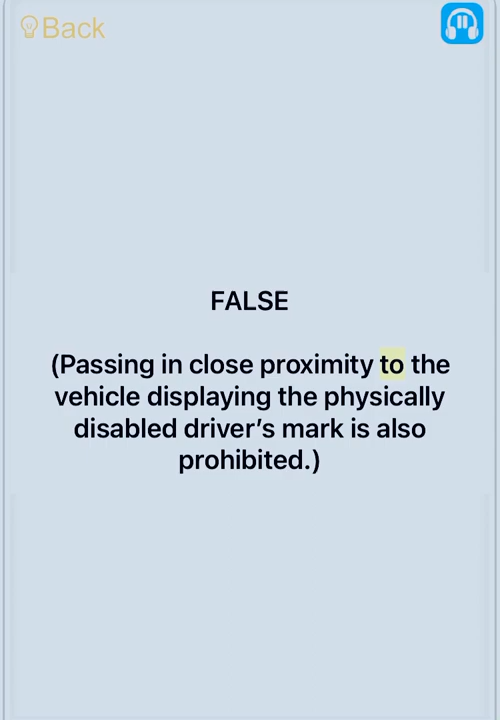 Back
FALSE
(Passing in close proximity to the
vehicle displaying the physically
disabled driver's mark is also
prohibited.)